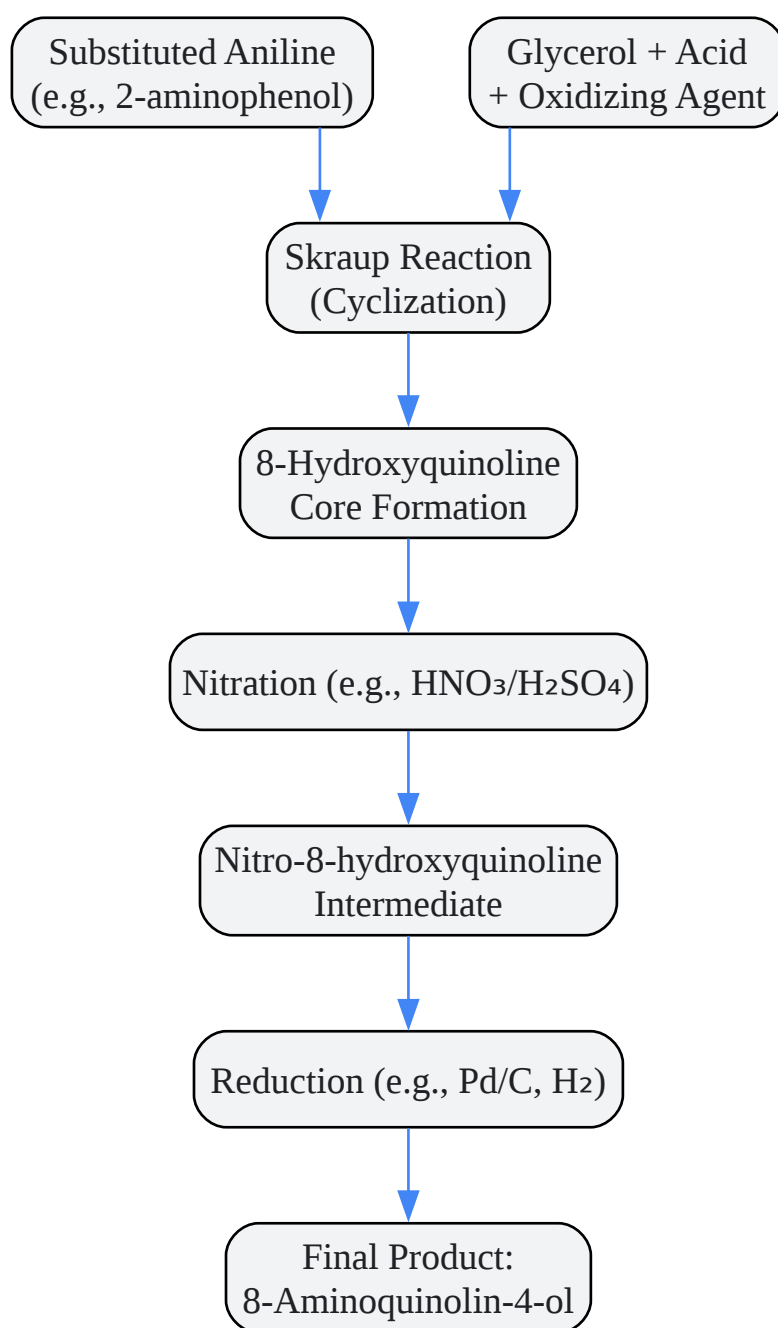 Substituted Aniline
(e.g., 2-aminophenol)
Glycerol + Acid
+ Oxidizing Agent
Skraup Reaction
(Cyclization)
8-Hydroxyquinoline
Core Formation
Nitration (e.g., HNO₃/H₂SO₄)
Nitro-8-hydroxyquinoline
Intermediate
Reduction (e.g., Pd/C, H₂)
Final Product:
8-Aminoquinolin-4-ol